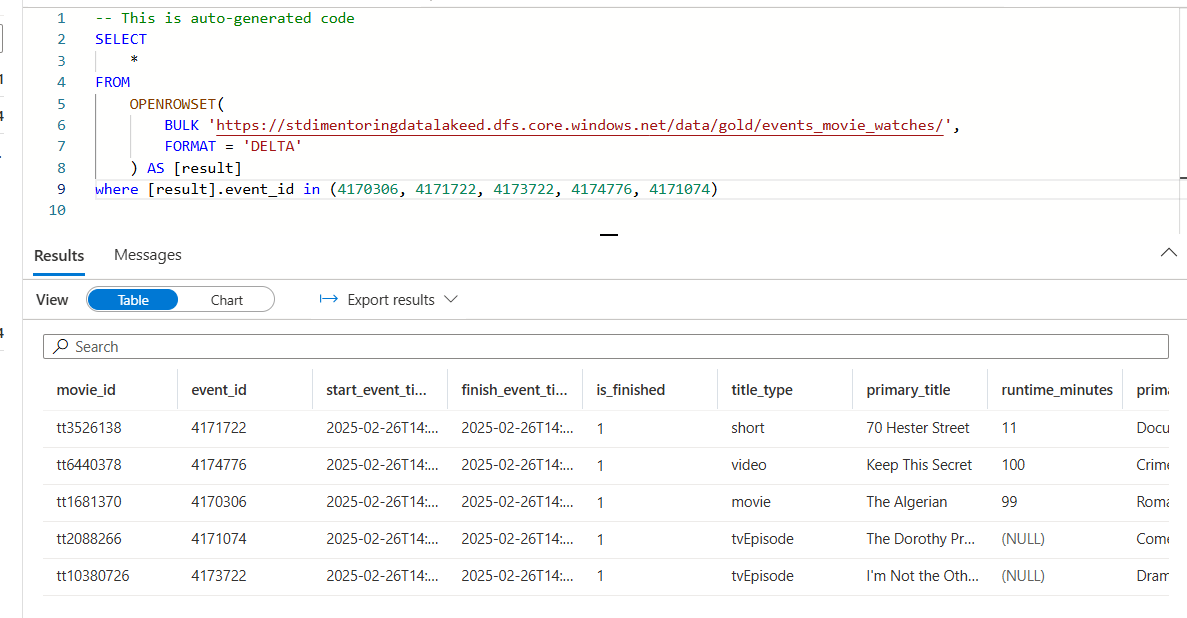 1 -- This is auto-generated code
2 SELECT
3 *
4 FROM
5 OPENROWSET(
6 BULK 'https://stdimentoringdatalakeed.dfs.core.windows.net/data/gold/events_movie_watches/',
7 FORMAT = 'DELTA'
8 ) AS [result]
9 where [result].event_id in (4170306, 4171722, 4173722, 4174776, 4171074)
10
Results Messages
View Table Chart Export results
Search
movie_id event_id start_event_ti... finish_event_ti... is_finished title_type primary_title runtime_minutes prima
tt3526138 4171722 2025-02-26T14:... 2025-02-26T14:... 1 short 70 Hester Street 11 Docu
tt6440378 4174776 2025-02-26T14:... 2025-02-26T14:... 1 video Keep This Secret 100 Crime
tt1681370 4170306 2025-02-26T14:... 2025-02-26T14:... 1 movie The Algerian 99 Roma
tt2088266 4171074 2025-02-26T14:... 2025-02-26T14:... 1 tvEpisode The Dorothy Pr... (NULL) Come
tt10380726 4173722 2025-02-26T14:... 2025-02-26T14:... 1 tvEpisode I'm Not the Oth... (NULL) Dram